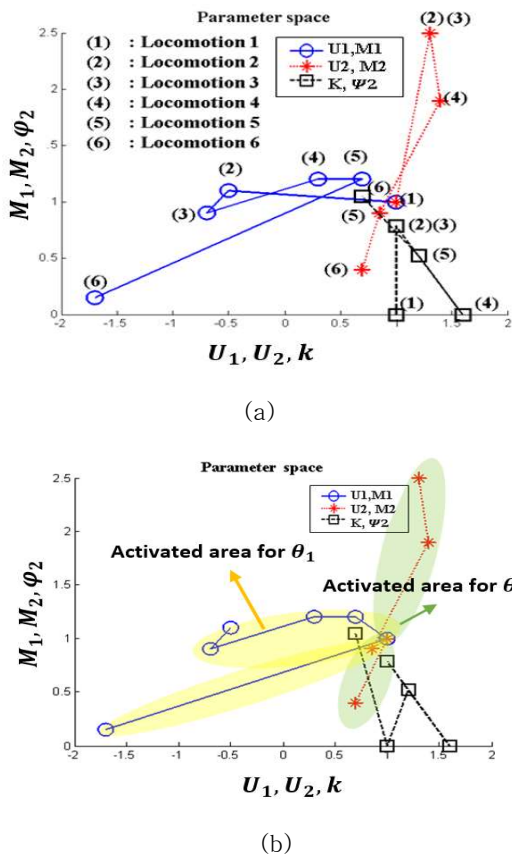 Parameter space
(1) : Locomotion 1
(2) : Locomotion 2
(3) : Locomotion 3
(4) : Locomotion 4
(5) : Locomotion 5
(6) : Locomotion 6
U1,M1
U2, M2
K, Ψ2
(2) (3)
(4)
(2)
(4)
(5)
(3)
(6)
(1)
(5)
(2)(3)
(5)
(6)
(6)
(1)
(4)
2.5
2
1.5
1
0.5
0
-2
-1.5
-1
-0.5
0
0.5
1
1.5
2
M₁, M₂, φ₂
U₁, U₂, k
(a)
Parameter space
U1,M1
U2, M2
K, Ψ2
Activated area for θ₁
Activated area for θ
2.5
2
1.5
1
0.5
0
-2
-1.5
-1
-0.5
0
0.5
1
1.5
2
M₁, M₂, φ₂
U₁, U₂, k
(b)